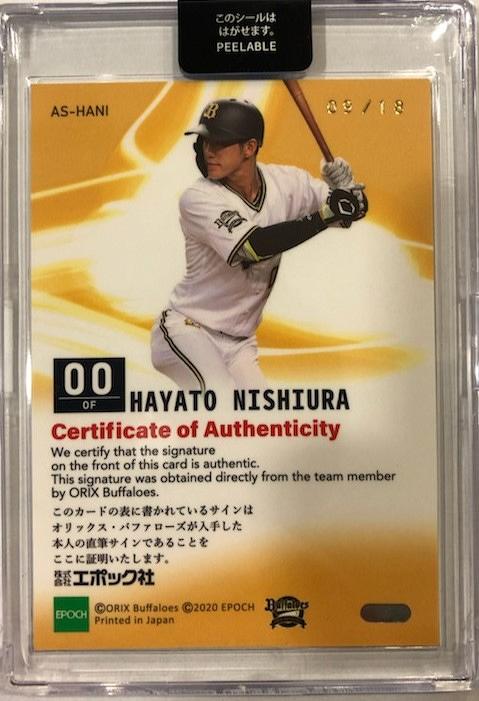 このシールは
はがせます。
PEELABLE
AS-HANI
09/18
B
Buffaloes
00
OF
HAYATO NISHIURA
Certificate of Authenticity
We certify that the signature
on the front of this card is authentic.
This signature was obtained directly from the team member
by ORIX Buffaloes.
このカードの表に書かれているサインは
オリックス・バファローズが入手した
本人の直筆サインであることを
ここに証明いたします。
株式会社エポック社
EPOCH ©ORIX Buffaloes ©2020 EPOCH
Printed in Japan
Buffaloes